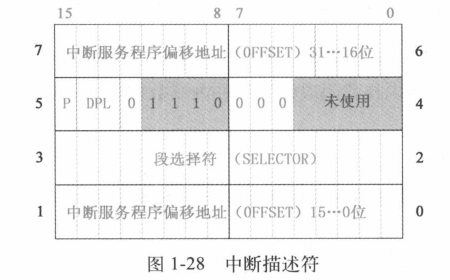 15 8 7 0
7 中断服务程序偏移地址 (OFFSET) 31…16位 6
5 P DPL 0 1 1 1 0 0 0 0 未使用 4
3 段选择符 (SELECTOR) 2
1 中断服务程序偏移地址 (OFFSET) 15…0位 0
图 1-28 中断描述符